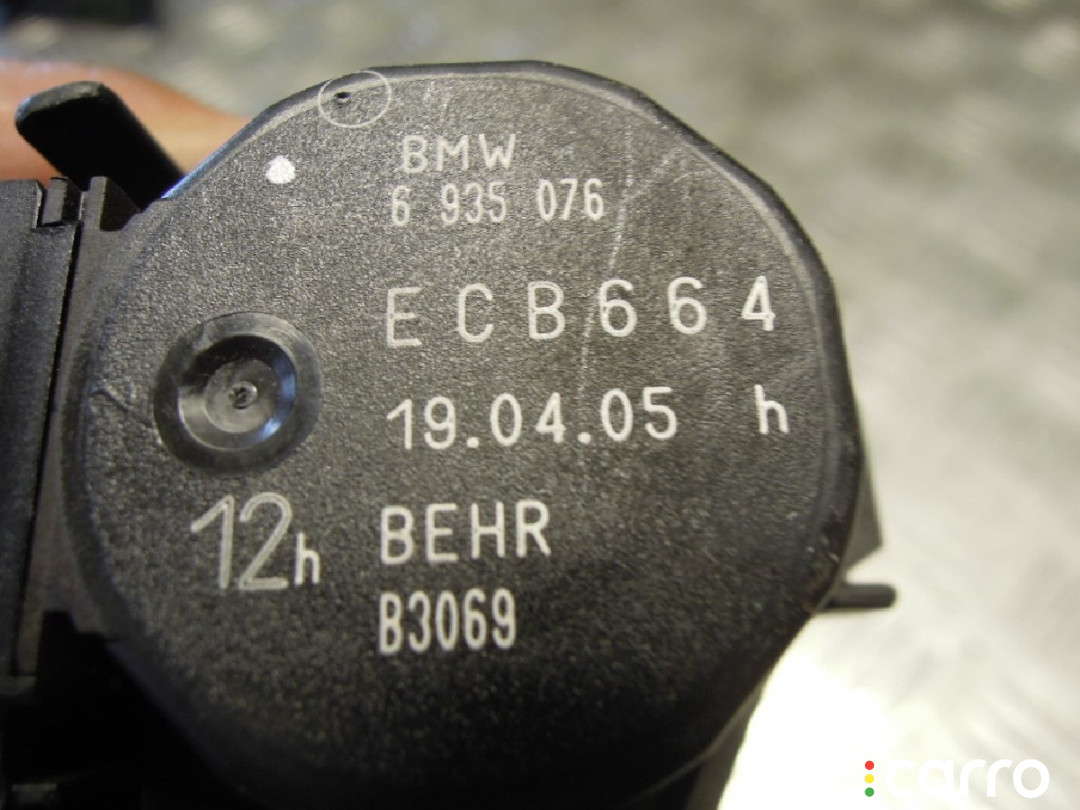 BMW
6 935 076
ECB664
19.04.05 h
12h
BEHR
B3069
carro